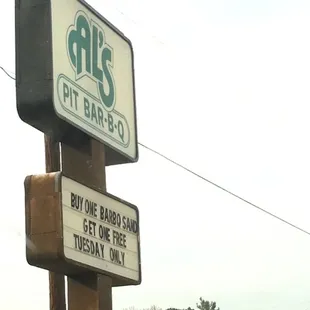 AL'S
PIT BAR-B-Q
BUY ONE BARBQ SAND
GET ONE FREE
TUESDAY ONLY